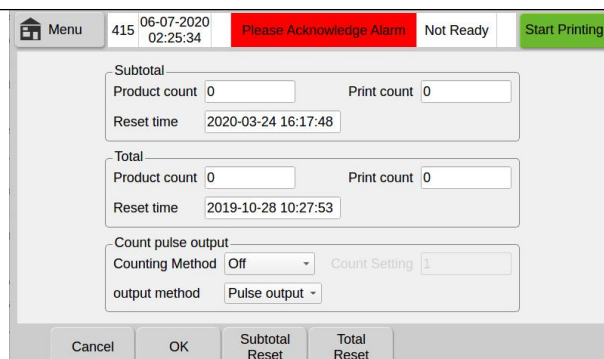 Menu
415
06-07-2020
02:25:34
Please Acknowledge Alarm
Not Ready
Start Printing
Subtotal
Product count 0 Print count 0
Reset time 2020-03-24 16:17:48
Total
Product count 0 Print count 0
Reset time 2019-10-28 10:27:53
Count pulse output
Counting Method Off Count Setting 1
output method Pulse output
Cancel
OK
Subtotal
Reset
Total
Reset